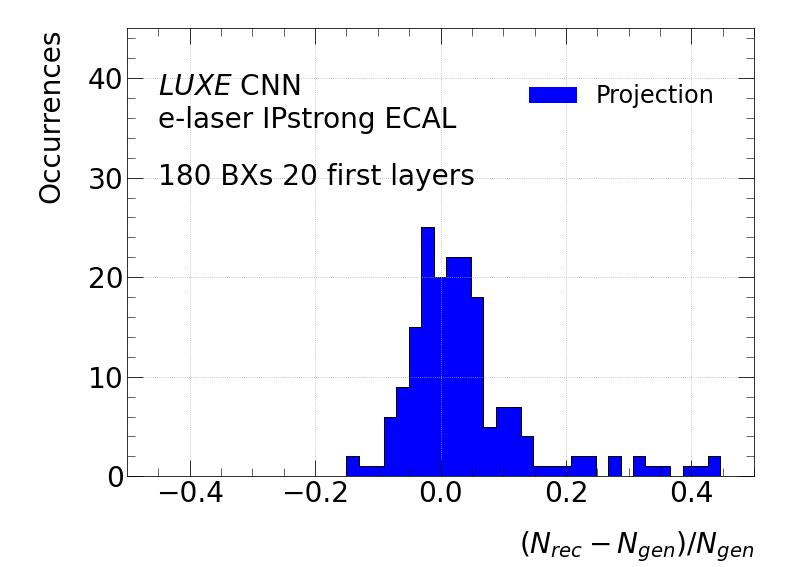 Occurrences
40
30
20
10
0
LUXE CNN
e-laser IPstrong ECAL
180 BXs 20 first layers
Projection
−0.4 −0.2 0.0 0.2 0.4
(N_rec − N_gen)/N_gen